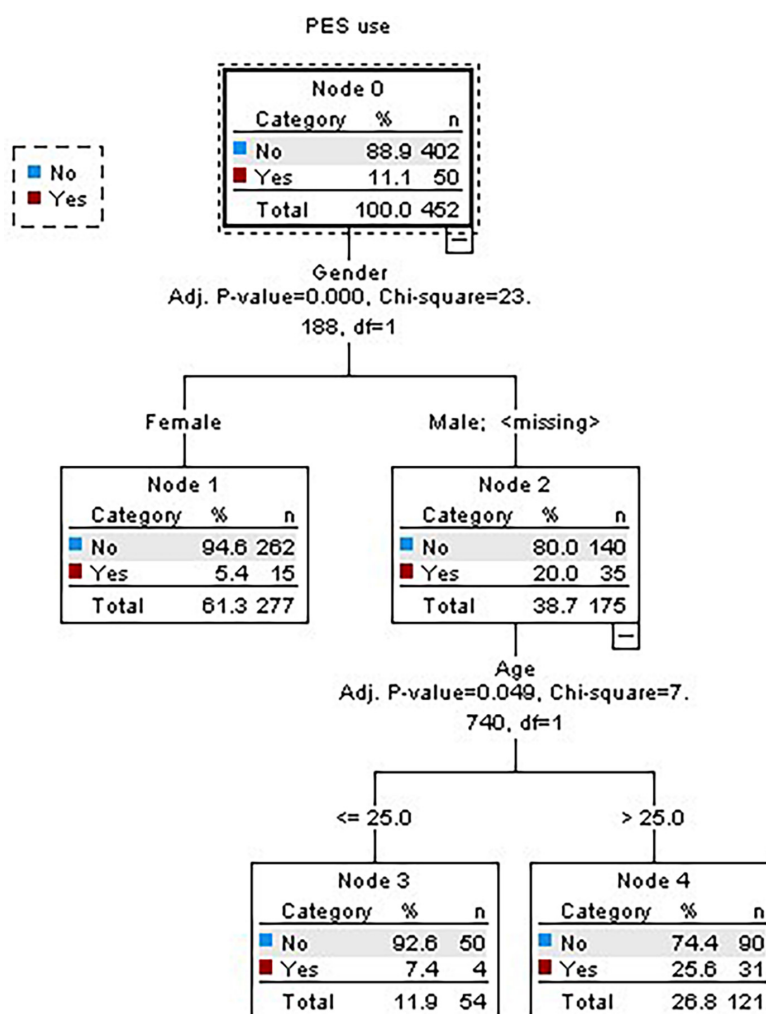 PES use
No
Yes
Node 0
Category % n
No 88.9 402
Yes 11.1 50
Total 100.0 452
Gender
Adj. P-value=0.000, Chi-square=23.
188, df=1
Female
Male; <missing>
Node 1
Category % n
No 94.6 262
Yes 5.4 15
Total 61.3 277
Node 2
Category % n
No 80.0 140
Yes 20.0 35
Total 38.7 175
Age
Adj. P-value=0.049, Chi-square=7.
740, df=1
<= 25.0
> 25.0
Node 3
Category % n
No 92.6 50
Yes 7.4 4
Total 11.9 54
Node 4
Category % n
No 74.4 90
Yes 25.6 31
Total 26.8 121